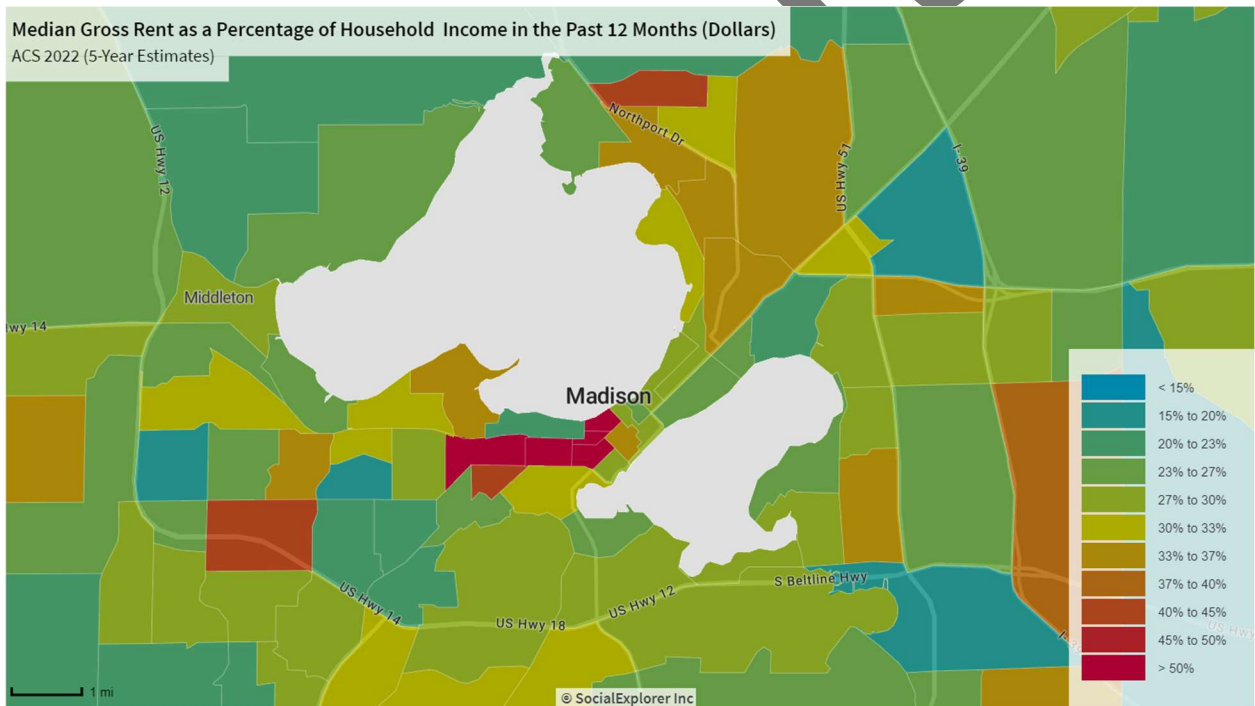 Median Gross Rent as a Percentage of Household Income in the Past 12 Months (Dollars)
ACS 2022 (5-Year Estimates)
Northport Dr
US Hwy 12
US Hwy 51
I-39
Middleton
wy 14
Madison
< 15%
15% to 20%
20% to 23%
23% to 27%
27% to 30%
30% to 33%
33% to 37%
37% to 40%
40% to 45%
45% to 50%
> 50%
S Beltline Hwy
US Hwy 14
US Hwy 12
US Hwy 18
US Hwy
1 mi
© SocialExplorer Inc